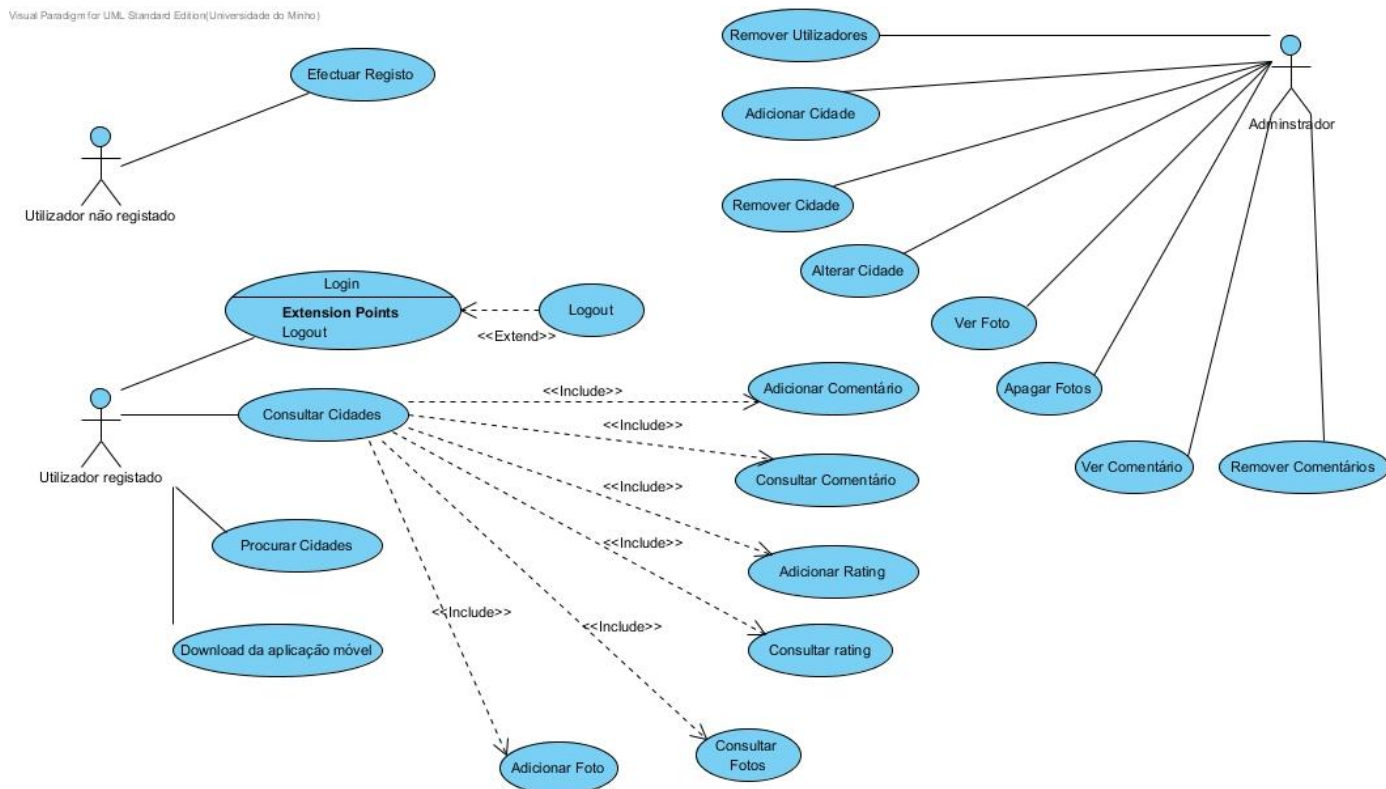 Visual Paradigm for UML Standard Edition(Universidade do Minho)
Efectuar Registo
Utilizador não registado
Remover Utilizadores
Adicionar Cidade
Adminstrador
Remover Cidade
Alterar Cidade
Ver Foto
Apagar Fotos
Ver Comentário
Remover Comentários
Login
Extension Points
Logout
Logout
<<Extend>>
Utilizador registado
Consultar Cidades
<<Include>>
Adicionar Comentário
<<Include>>
Consultar Comentário
<<Include>>
Adicionar Rating
<<Include>>
Consultar rating
<<Include>>
Consultar
Fotos
<<Include>>
Adicionar Foto
Procurar Cidades
Download da aplicação móvel